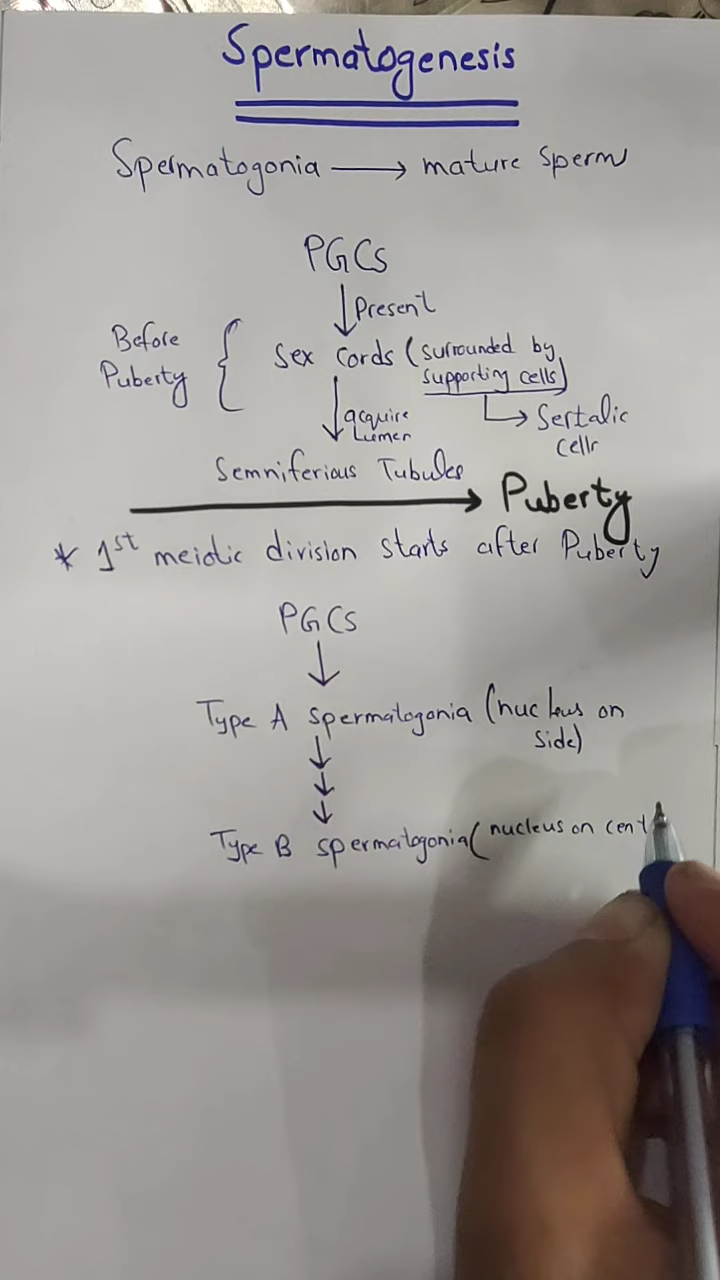 Spermatogenesis
Spermatogonia → mature sperm
PGCs
↓ Present
Before Puberty { Sex Cords (surrounded by
supporting cells)
↓ acquire Lumen
↳ Sertalic cells
Semniferious Tubules
→ Puberty
* 1st meiotic division starts after Puberty
PGCs
↓
Type A spermatogonia (nucleus on
side)
↓
↓
↓
Type B spermatogonia (nucleus on cent